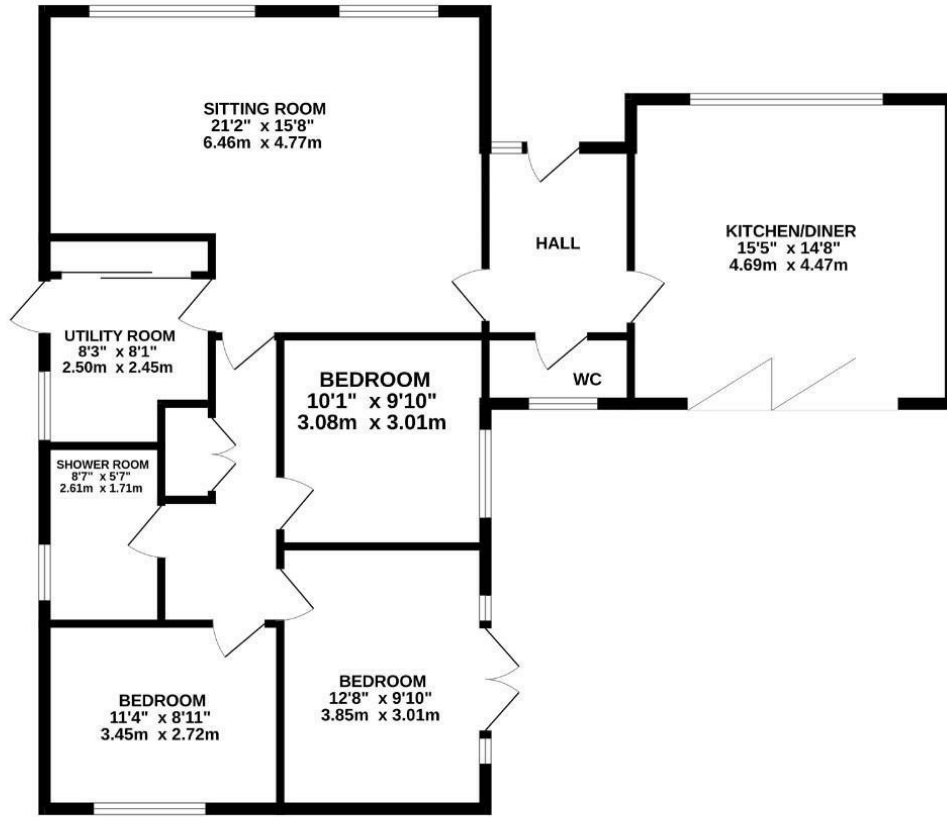 SITTING ROOM
21'2" x 15'8"
6.46m x 4.77m
HALL
KITCHEN/DINER
15'5" x 14'8"
4.69m x 4.47m
UTILITY ROOM
8'3" x 8'1"
2.50m x 2.45m
BEDROOM
10'1" x 9'10"
3.08m x 3.01m
WC
SHOWER ROOM
8'7" x 5'7"
2.61m x 1.71m
BEDROOM
11'4" x 8'11"
3.45m x 2.72m
BEDROOM
12'8" x 9'10"
3.85m x 3.01m